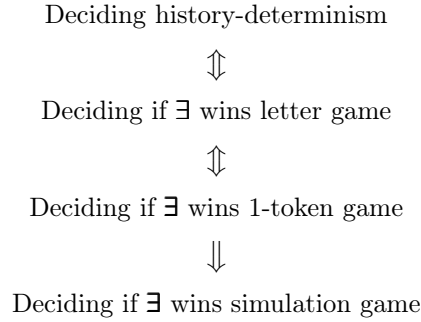 Deciding history-determinism
⇕
Deciding if ∃ wins letter game
⇕
Deciding if ∃ wins 1-token game
⇓
Deciding if ∃ wins simulation game